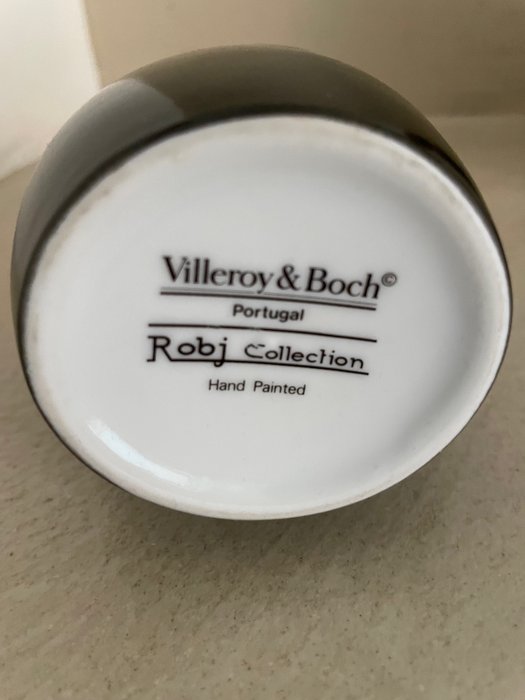 Villeroy & Boch©
Portugal
Robj Collection
Hand Painted